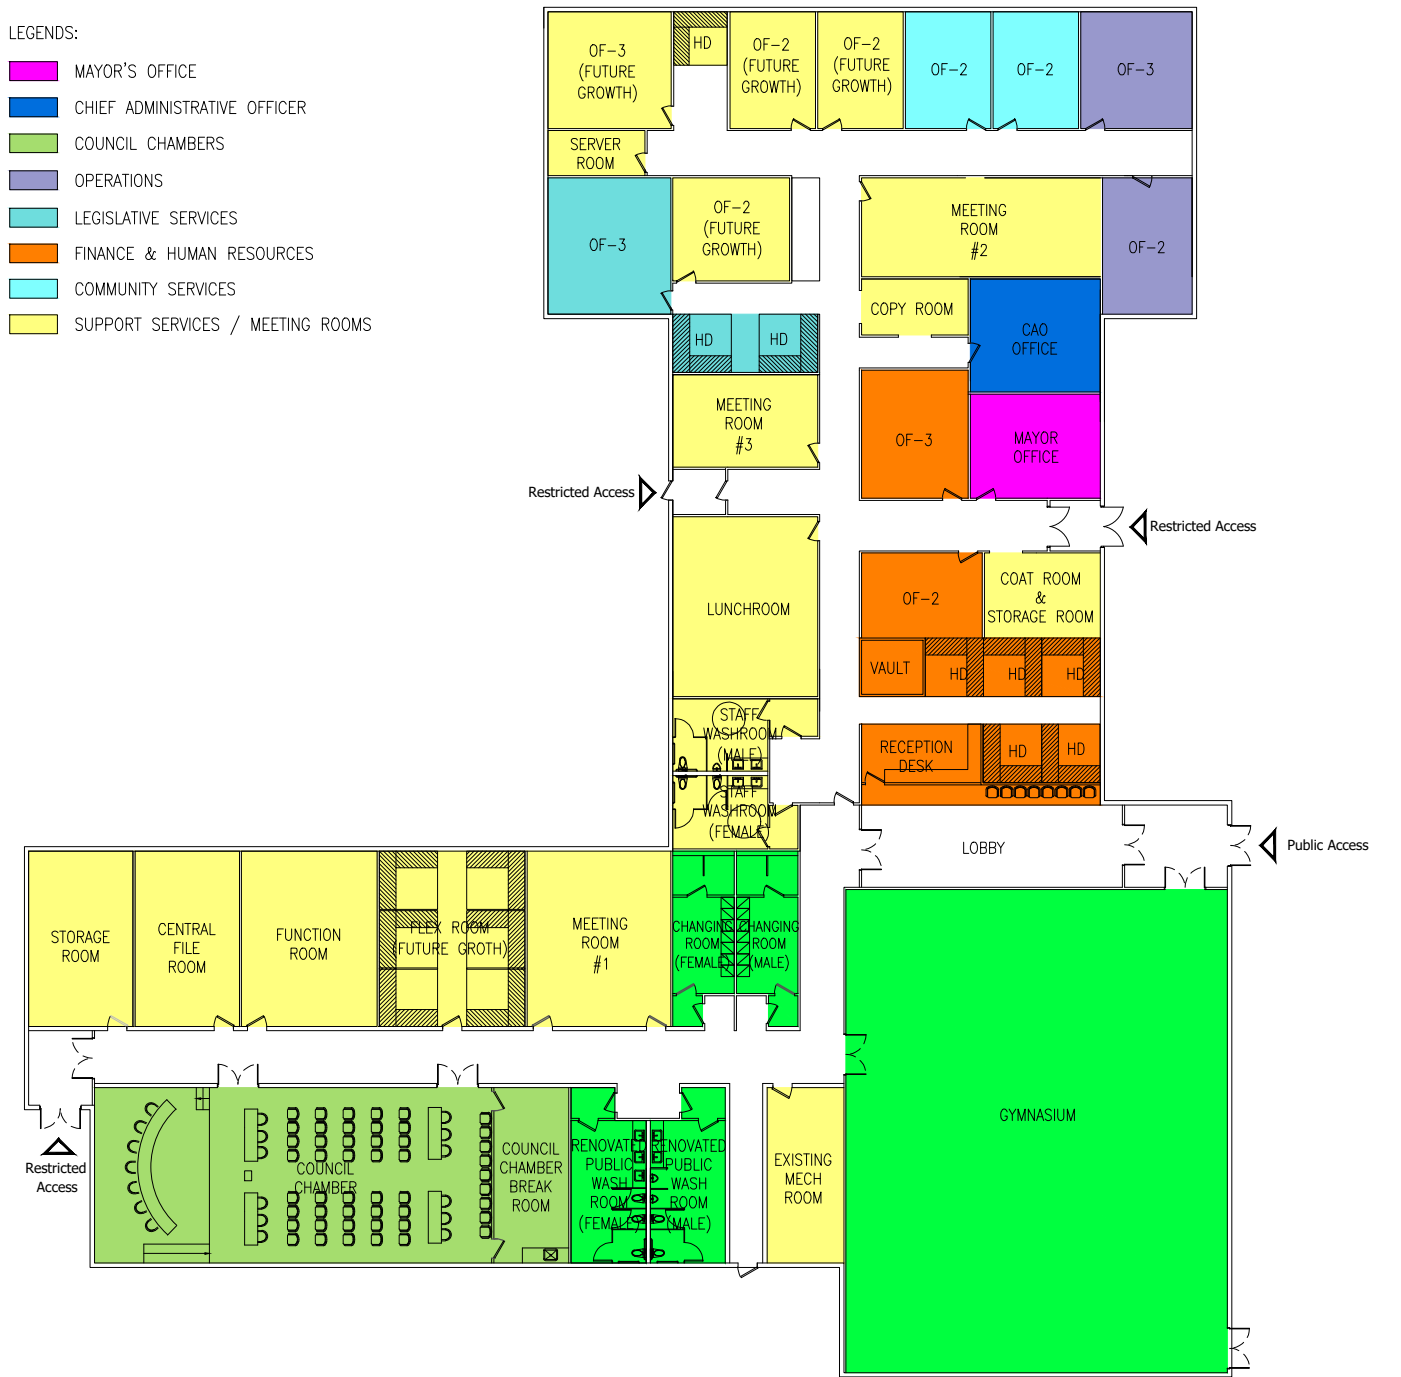 LEGENDS:
MAYOR'S OFFICE
CHIEF ADMINISTRATIVE OFFICER
COUNCIL CHAMBERS
OPERATIONS
LEGISLATIVE SERVICES
FINANCE & HUMAN RESOURCES
COMMUNITY SERVICES
SUPPORT SERVICES / MEETING ROOMS
OF-3
(FUTURE
GROWTH)
HD
OF-2
(FUTURE
GROWTH)
OF-2
(FUTURE
GROWTH)
OF-2
OF-2
OF-3
SERVER
ROOM
OF-3
OF-2
(FUTURE
GROWTH)
MEETING
ROOM
#2
OF-2
COPY ROOM
CAO
OFFICE
HD
HD
MEETING
ROOM
#3
OF-3
MAYOR
OFFICE
Restricted Access
Restricted Access
LUNCHROOM
OF-2
COAT ROOM
&
STORAGE ROOM
VAULT
HD
HD
HD
STAFF
WASHROOM
(MALE)
RECEPTION
DESK
HD
HD
STAFF
WASHROOM
(FEMALE)
LOBBY
Public Access
STORAGE
ROOM
CENTRAL
FILE
ROOM
FUNCTION
ROOM
FLEX ROOM
(FUTURE GROTH)
MEETING
ROOM
#1
CHANGING
ROOM
(FEMALE)
CHANGING
ROOM
(MALE)
GYMNASIUM
Restricted
Access
COUNCIL
CHAMBER
COUNCIL
CHAMBER
BREAK
ROOM
RENOVATED
PUBLIC
WASH
ROOM
(FEMALE)
RENOVATED
PUBLIC
WASH
ROOM
(MALE)
EXISTING
MECH
ROOM